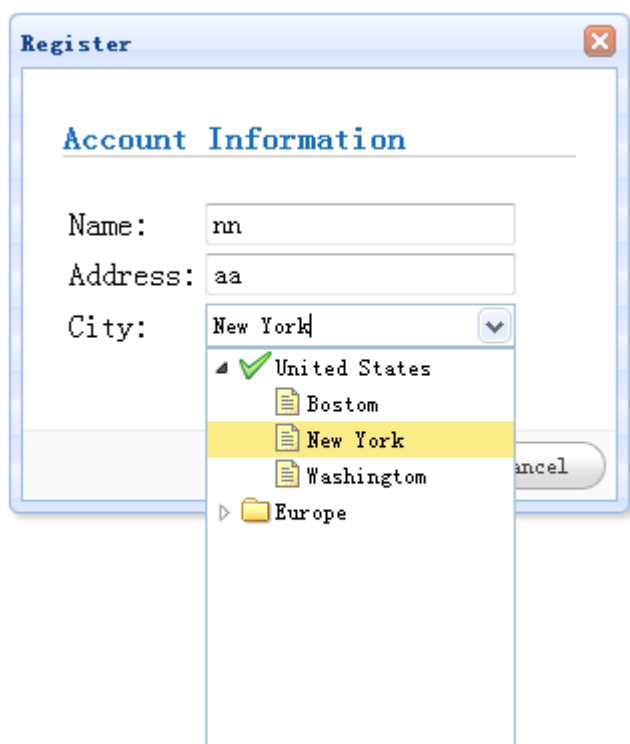 Register
Account Information
Name: nn
Address: aa
City: New York
United States
Bostom
New York
Washingtom
Europe
ancel